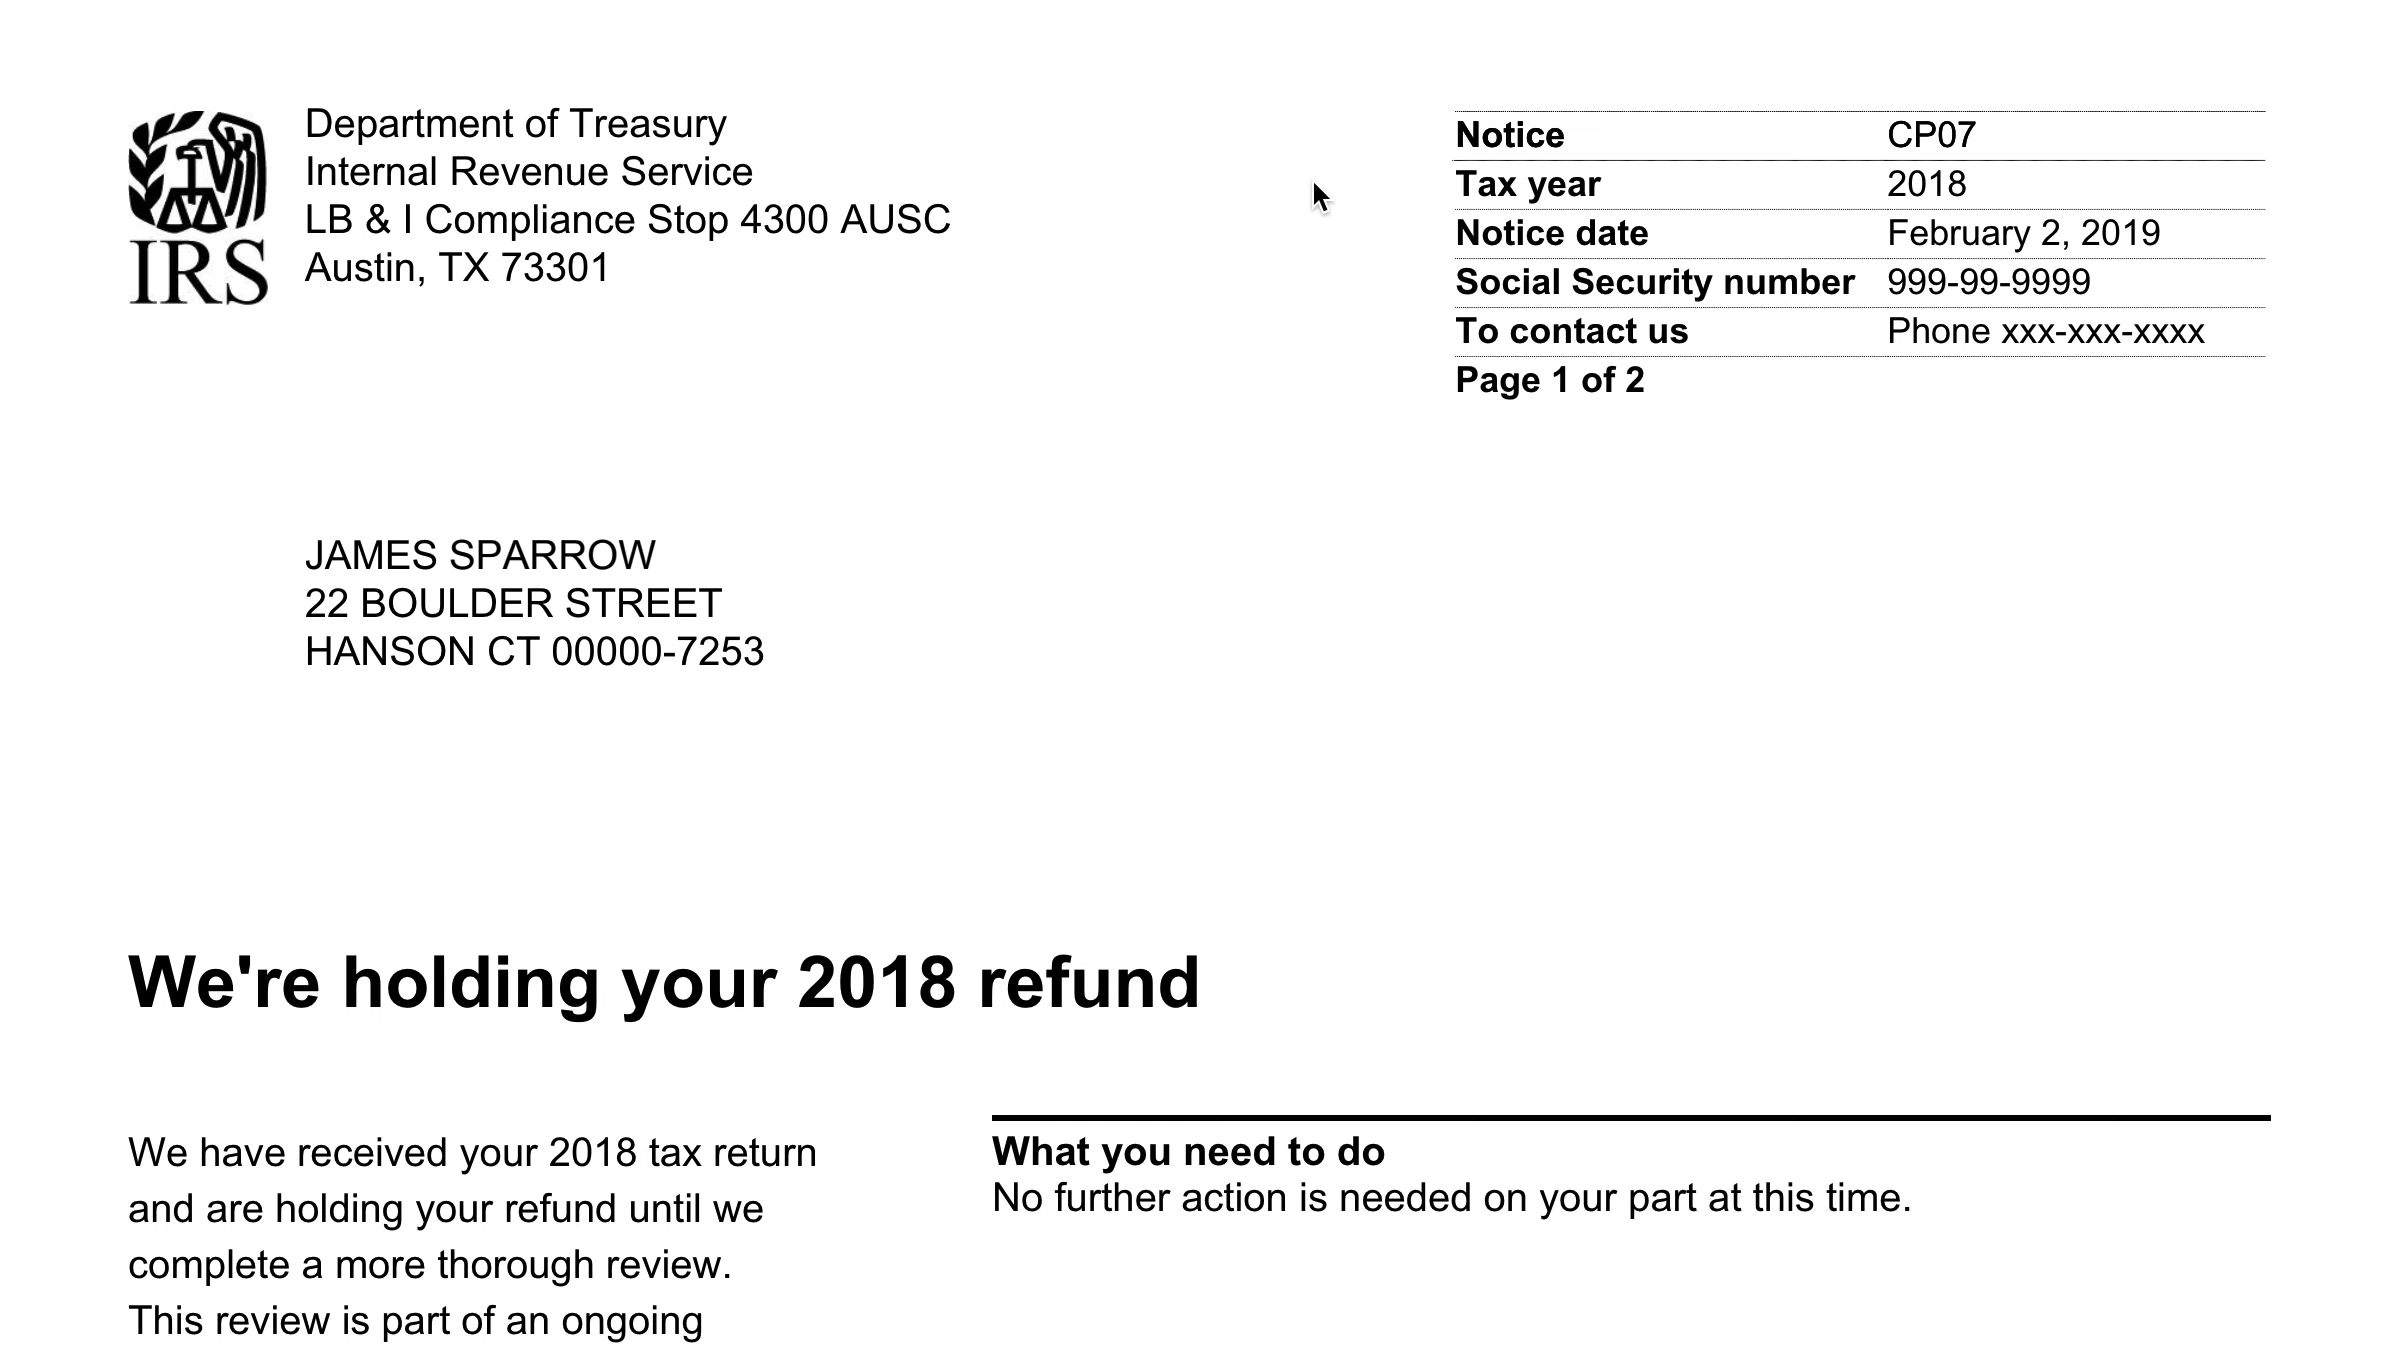 Department of Treasury
Internal Revenue Service
LB & I Compliance Stop 4300 AUSC
Austin, TX 73301
IRS
Notice CP07
Tax year 2018
Notice date February 2, 2019
Social Security number 999-99-9999
To contact us Phone xxx-xxx-xxxx
Page 1 of 2
JAMES SPARROW
22 BOULDER STREET
HANSON CT 00000-7253
We're holding your 2018 refund
We have received your 2018 tax return
and are holding your refund until we
complete a more thorough review.
This review is part of an ongoing
What you need to do
No further action is needed on your part at this time.